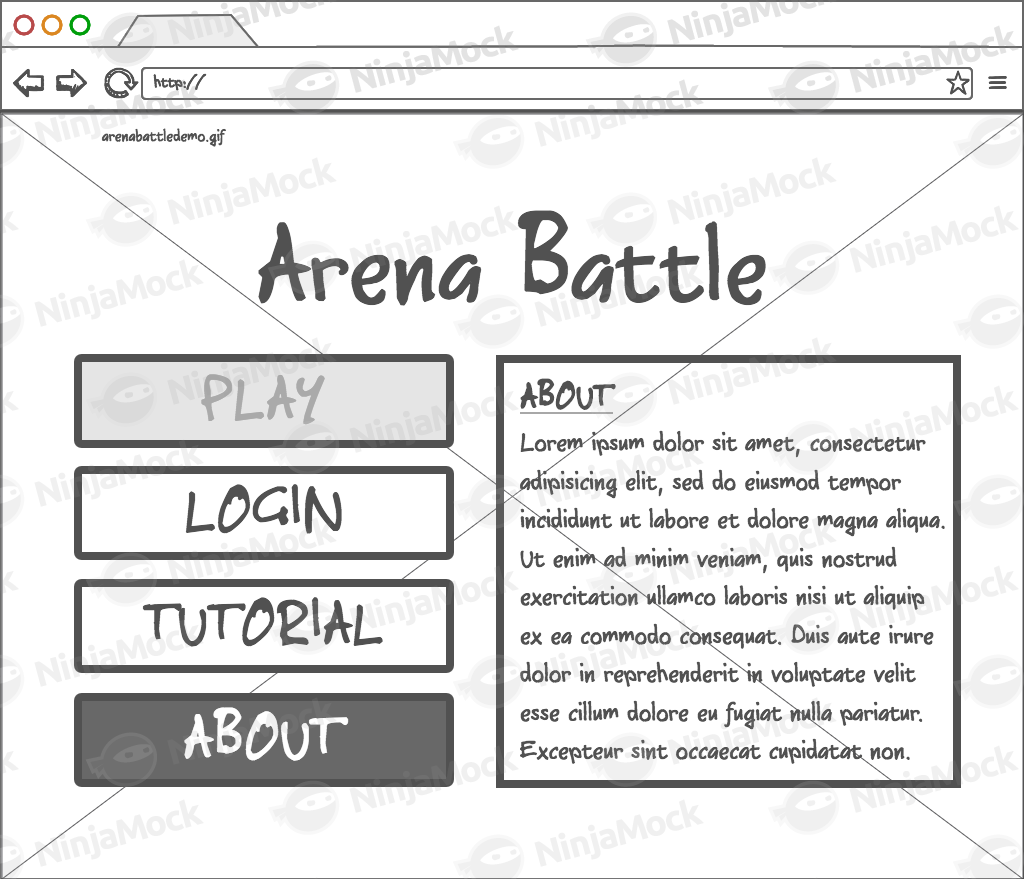 http://
arenabattledemo.gif
Arena Battle
PLAY
LOGIN
TUTORIAL
ABOUT
ABOUT
Lorem ipsum dolor sit amet, consectetur
adipisicing elit, sed do eiusmod tempor
incididunt ut labore et dolore magna aliqua.
Ut enim ad minim veniam, quis nostrud
exercitation ullamco laboris nisi ut aliquip
ex ea commodo consequat. Duis aute irure
dolor in reprehenderit in voluptate velit
esse cillum dolore eu fugiat nulla pariatur.
Excepteur sint occaecat cupidatat non.
NinjaMock